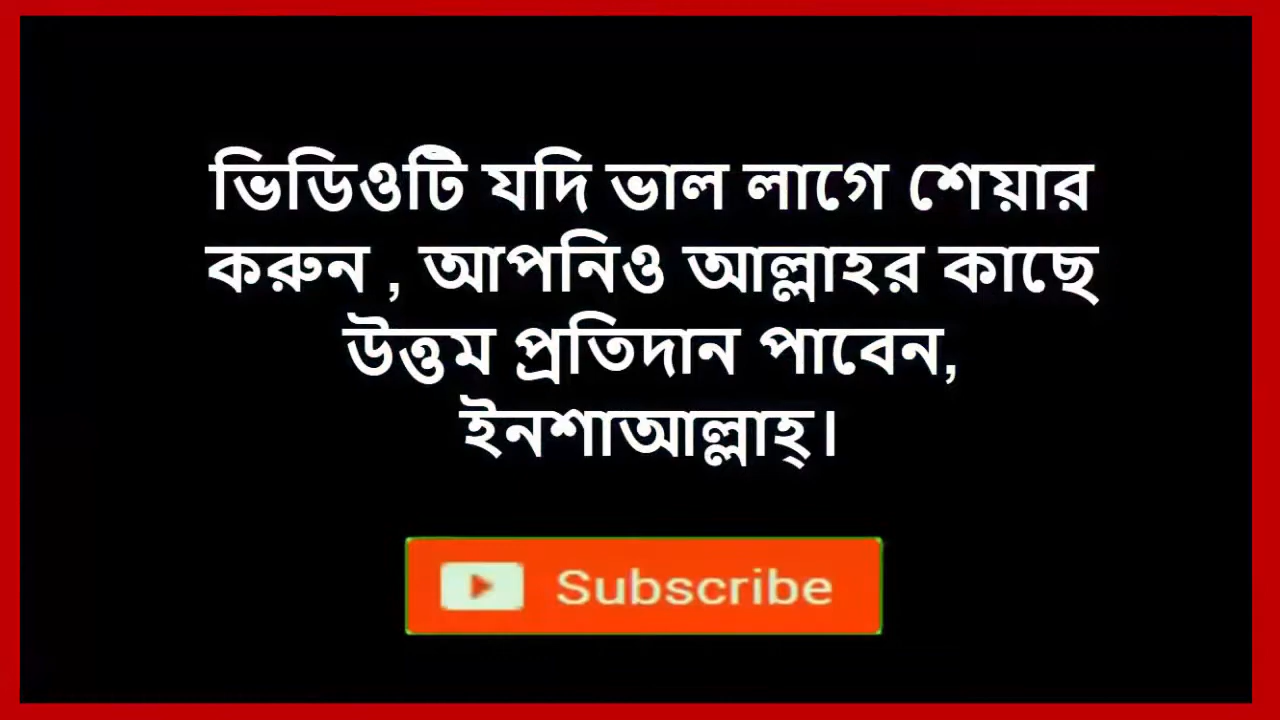 ভিডিওটি যদি ভাল লাগে শেয়ার
করুন , আপনিও আল্লাহর কাছে
উত্তম প্রতিদান পাবেন,
ইনশাআল্লাহ্।
Subscribe